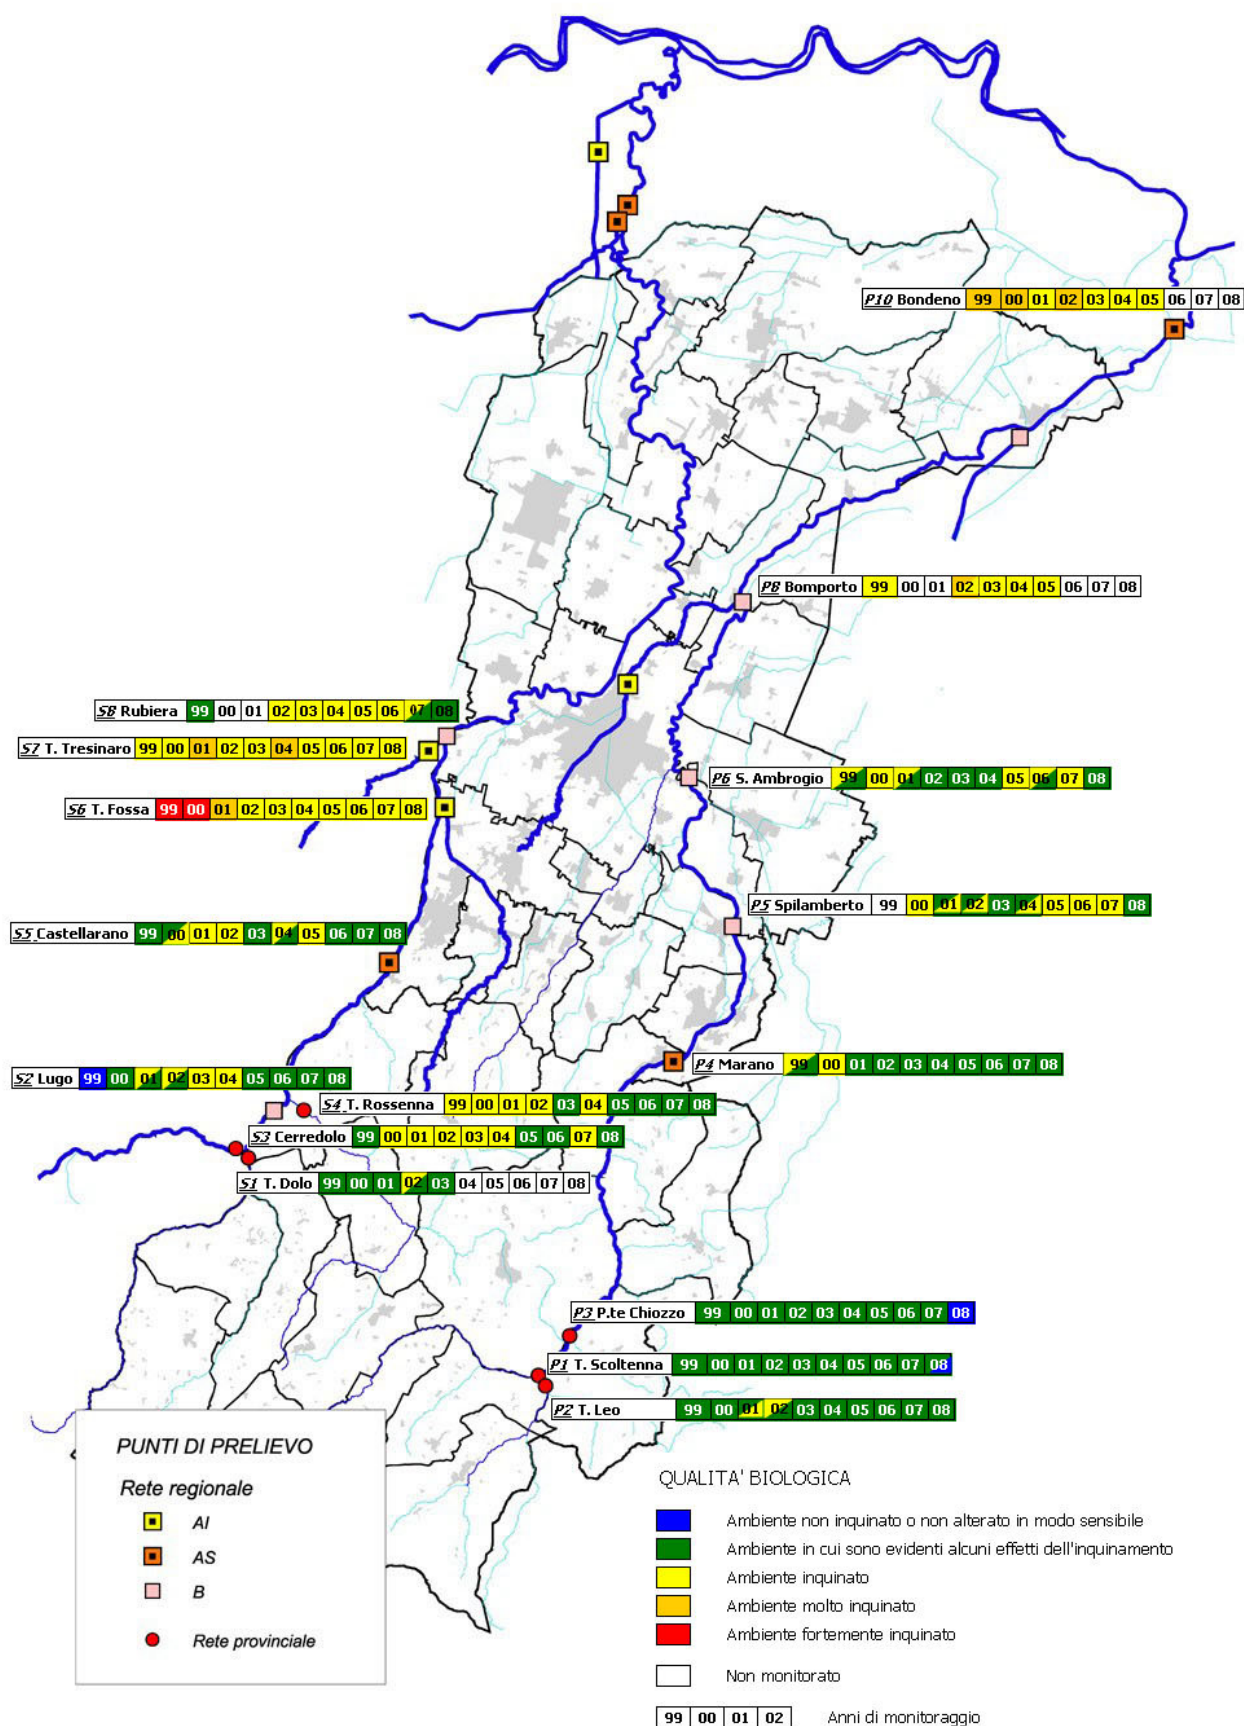 P10 Bondeno 99 00 01 02 03 04 05 06 07 08
P8 Bomporto 99 00 01 02 03 04 05 06 07 08
S8 Rubiera 99 00 01 02 03 04 05 06 07 08
S7 T. Tresinaro 99 00 01 02 03 04 05 06 07 08
P6 S. Ambrogio 99 00 01 02 03 04 05 06 07 08
S6 T. Fossa 99 00 01 02 03 04 05 06 07 08
P5 Spilamberto 99 00 01 02 03 04 05 06 07 08
S5 Castellarano 99 00 01 02 03 04 05 06 07 08
P4 Marano 99 00 01 02 03 04 05 06 07 08
S2 Lugo 99 00 01 02 03 04 05 06 07 08
S4 T. Rossenna 99 00 01 02 03 04 05 06 07 08
S3 Cerredolo 99 00 01 02 03 04 05 06 07 08
S1 T. Dolo 99 00 01 02 03 04 05 06 07 08
P3 P.te Chiozzo 99 00 01 02 03 04 05 06 07 08
P1 T. Scoltenna 99 00 01 02 03 04 05 06 07 08
P2 T. Leo 99 00 01 02 03 04 05 06 07 08
PUNTI DI PRELIEVO
Rete regionale
AI
AS
B
Rete provinciale
QUALITA' BIOLOGICA
Ambiente non inquinato o non alterato in modo sensibile
Ambiente in cui sono evidenti alcuni effetti dell'inquinamento
Ambiente inquinato
Ambiente molto inquinato
Ambiente fortemente inquinato
Non monitorato
99 00 01 02 Anni di monitoraggio